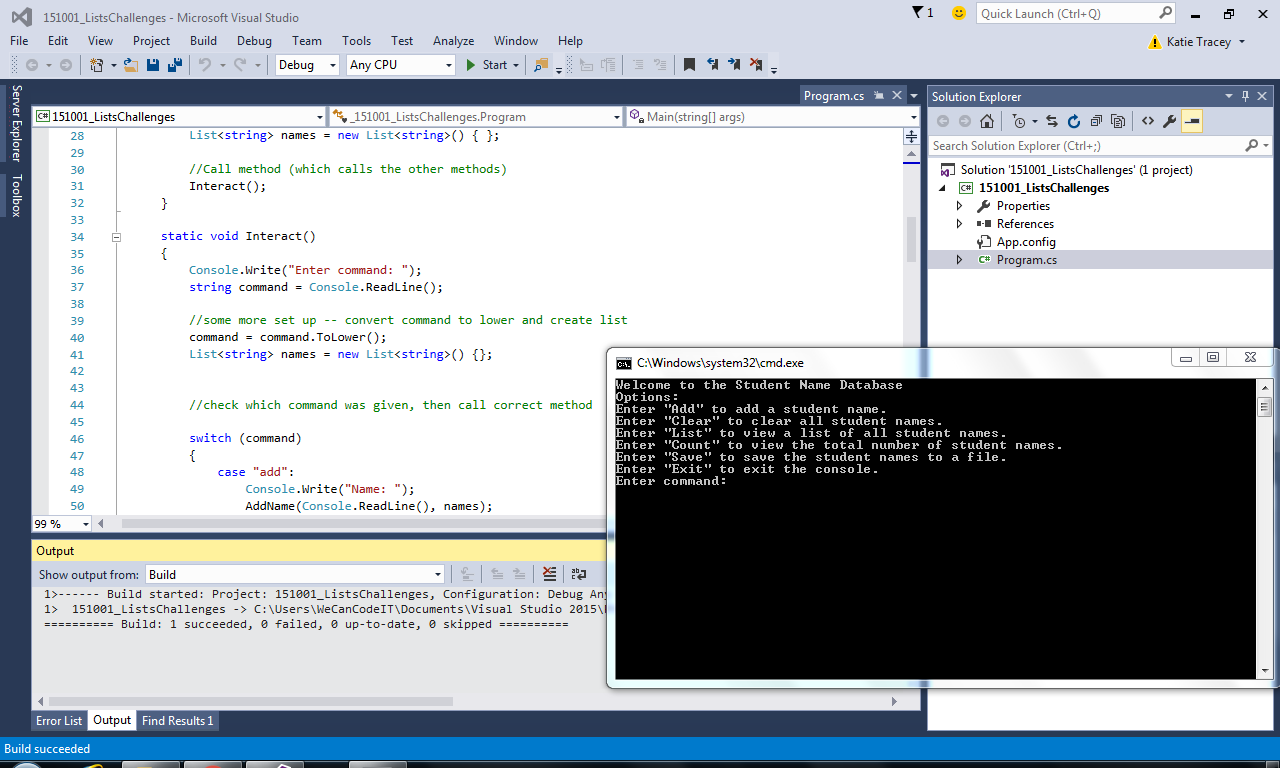 151001_ListsChallenges - Microsoft Visual Studio
1
Quick Launch (Ctrl+Q)
File Edit View Project Build Debug Team Tools Test Analyze Window Help
Katie Tracey
Debug Any CPU Start
Server Explorer
Toolbox
Program.cs
151001_ListsChallenges _151001_ListsChallenges.Program Main(string[] args)
28 List<string> names = new List<string>() { };
29
30 //Call method (which calls the other methods)
31 Interact();
32 }
33
34 static void Interact()
35 {
36 Console.Write("Enter command: ");
37 string command = Console.ReadLine();
38
39 //some more set up -- convert command to lower and create list
40 command = command.ToLower();
41 List<string> names = new List<string>() {};
42
43
44 //check which command was given, then call correct method
45
46 switch (command)
47 {
48 case "add":
49 Console.Write("Name: ");
50 AddName(Console.ReadLine(), names);
99 %
Solution Explorer
Search Solution Explorer (Ctrl+;)
Solution '151001_ListsChallenges' (1 project)
151001_ListsChallenges
Properties
References
App.config
Program.cs
C:\Windows\system32\cmd.exe
Welcome to the Student Name Database
Options:
Enter "Add" to add a student name.
Enter "Clear" to clear all student names.
Enter "List" to view a list of all student names.
Enter "Count" to view the total number of student names.
Enter "Save" to save the student names to a file.
Enter "Exit" to exit the console.
Enter command:
Output
Show output from: Build
1>------ Build started: Project: 151001_ListsChallenges, Configuration: Debug Any
1> 151001_ListsChallenges -> C:\Users\WeCanCodeIT\Documents\Visual Studio 2015\
========== Build: 1 succeeded, 0 failed, 0 up-to-date, 0 skipped ==========
Error List Output Find Results 1
Build succeeded